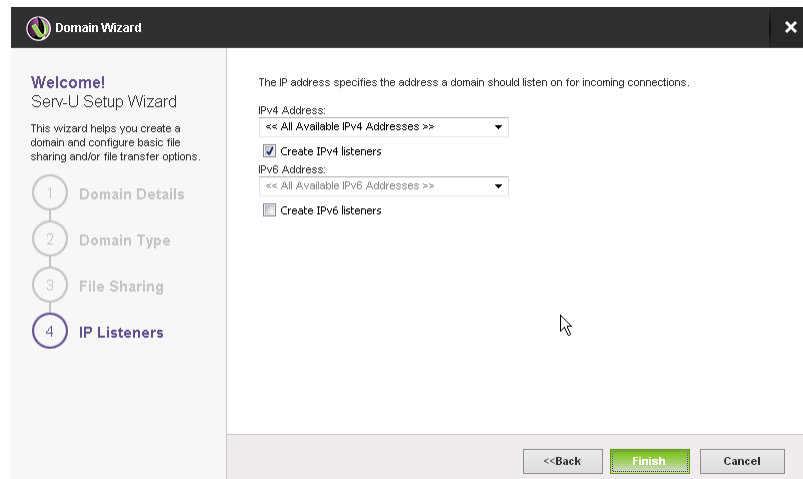 Domain Wizard
Welcome!
Serv-U Setup Wizard
This wizard helps you create a
domain and configure basic file
sharing and/or file transfer options.
1 Domain Details
2 Domain Type
3 File Sharing
4 IP Listeners
The IP address specifies the address a domain should listen on for incoming connections.
IPv4 Address:
<< All Available IPv4 Addresses >>
Create IPv4 listeners
IPv6 Address:
<< All Available IPv6 Addresses >>
Create IPv6 listeners
<<Back Finish Cancel